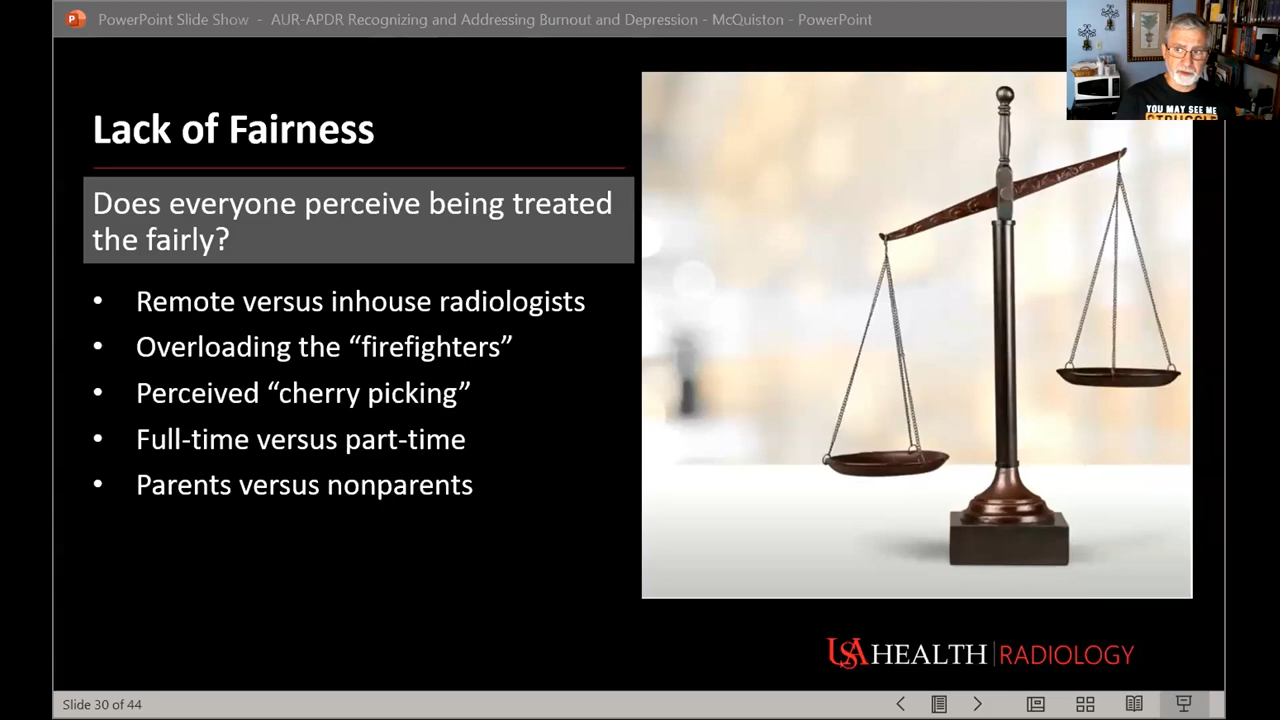 PowerPoint Slide Show - AUR-APDR Recognizing and Addressing Burnout and Depression - McQuiston - PowerPoint
YOU MAY SEE ME
STRUGGLE
Lack of Fairness
Does everyone perceive being treated
the fairly?
• Remote versus inhouse radiologists
• Overloading the “firefighters”
• Perceived “cherry picking”
• Full-time versus part-time
• Parents versus nonparents
USA HEALTH | RADIOLOGY
Slide 30 of 44